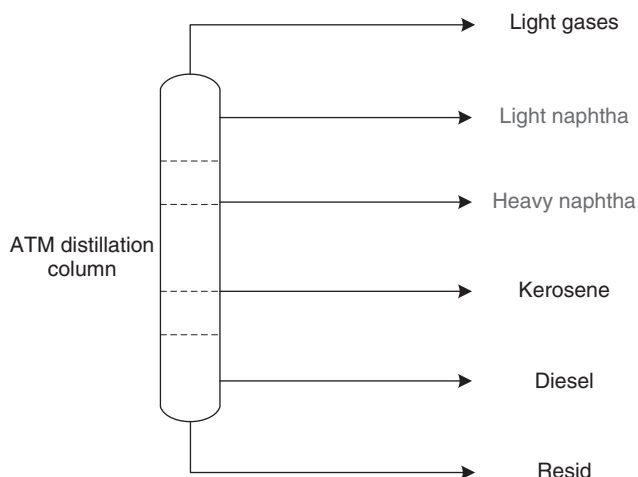 Light gases
Light naphtha
Heavy naphtha
ATM distillation
column
Kerosene
Diesel
Resid